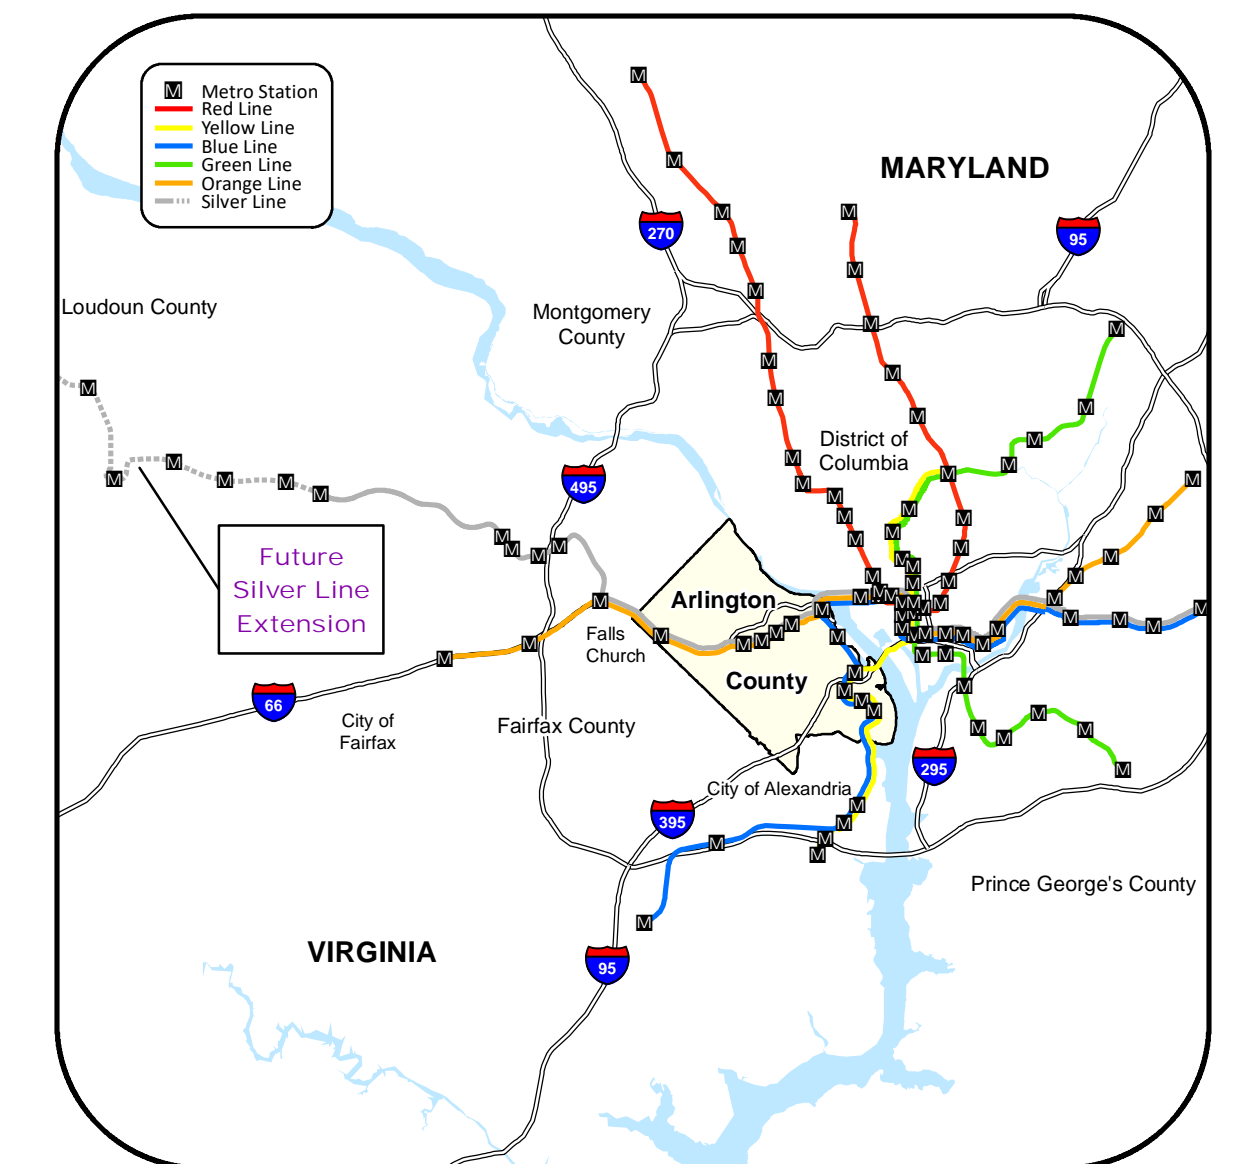 M Metro Station
Red Line
Yellow Line
Blue Line
Green Line
Orange Line
Silver Line
MARYLAND
270
95
Loudoun County
Montgomery
County
District of
Columbia
495
Future
Silver Line
Extension
Arlington
County
Falls
Church
66
City of
Fairfax
Fairfax County
City of Alexandria
295
395
Prince George's County
VIRGINIA
95